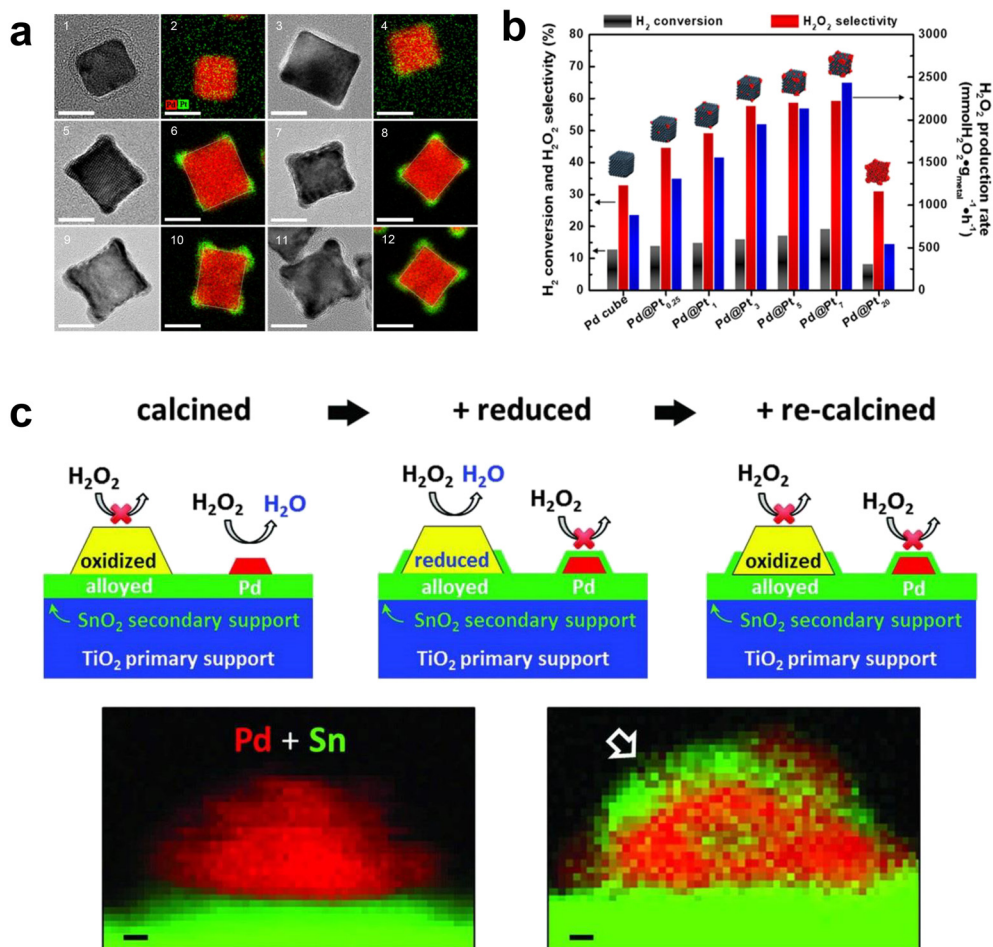 a
1
2
3
4
Pd Pt
5
6
7
8
9
10
11
12
b
H₂ conversion
H₂O₂ selectivity
H₂ conversion and H₂O₂ selectivity (%)
80
70
60
50
40
30
20
10
0
3000
2500
2000
1500
1000
500
0
H₂O₂ production rate
(mmolH₂O₂•g_metal⁻¹•h⁻¹)
Pd cube
Pd@Pt₀.₂₅
Pd@Pt₁
Pd@Pt₃
Pd@Pt₅
Pd@Pt₇
Pd@Pt₂₀
c
calcined
+ reduced
+ re-calcined
H₂O₂
H₂O₂
H₂O
oxidized
alloyed
Pd
SnO₂ secondary support
TiO₂ primary support
H₂O₂
H₂O
H₂O₂
reduced
alloyed
Pd
SnO₂ secondary support
TiO₂ primary support
H₂O₂
H₂O₂
oxidized
alloyed
Pd
SnO₂ secondary support
TiO₂ primary support
Pd + Sn